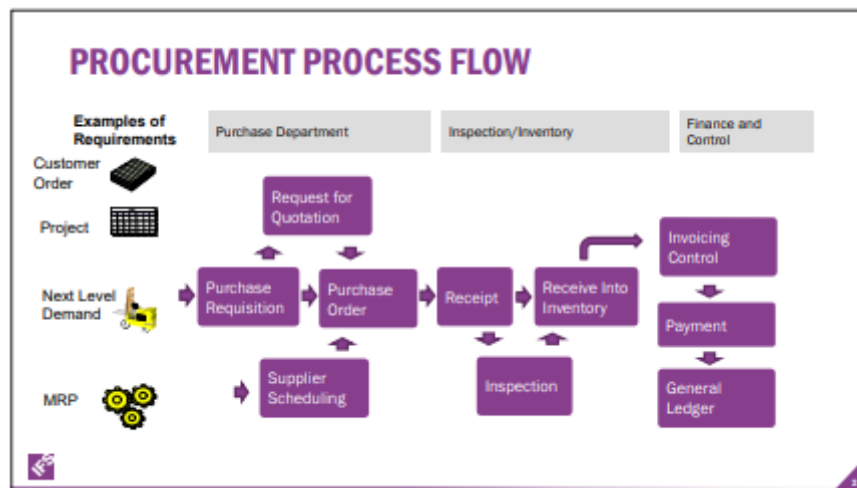 PROCUREMENT PROCESS FLOW
Examples of
Requirements
Purchase Department
Inspection/Inventory
Finance and
Control
Customer
Order
Project
Next Level
Demand
MRP
Request for
Quotation
Purchase
Requisition
Purchase
Order
Supplier
Scheduling
Receipt
Receive Into
Inventory
Inspection
Invoicing
Control
Payment
General
Ledger
IFS